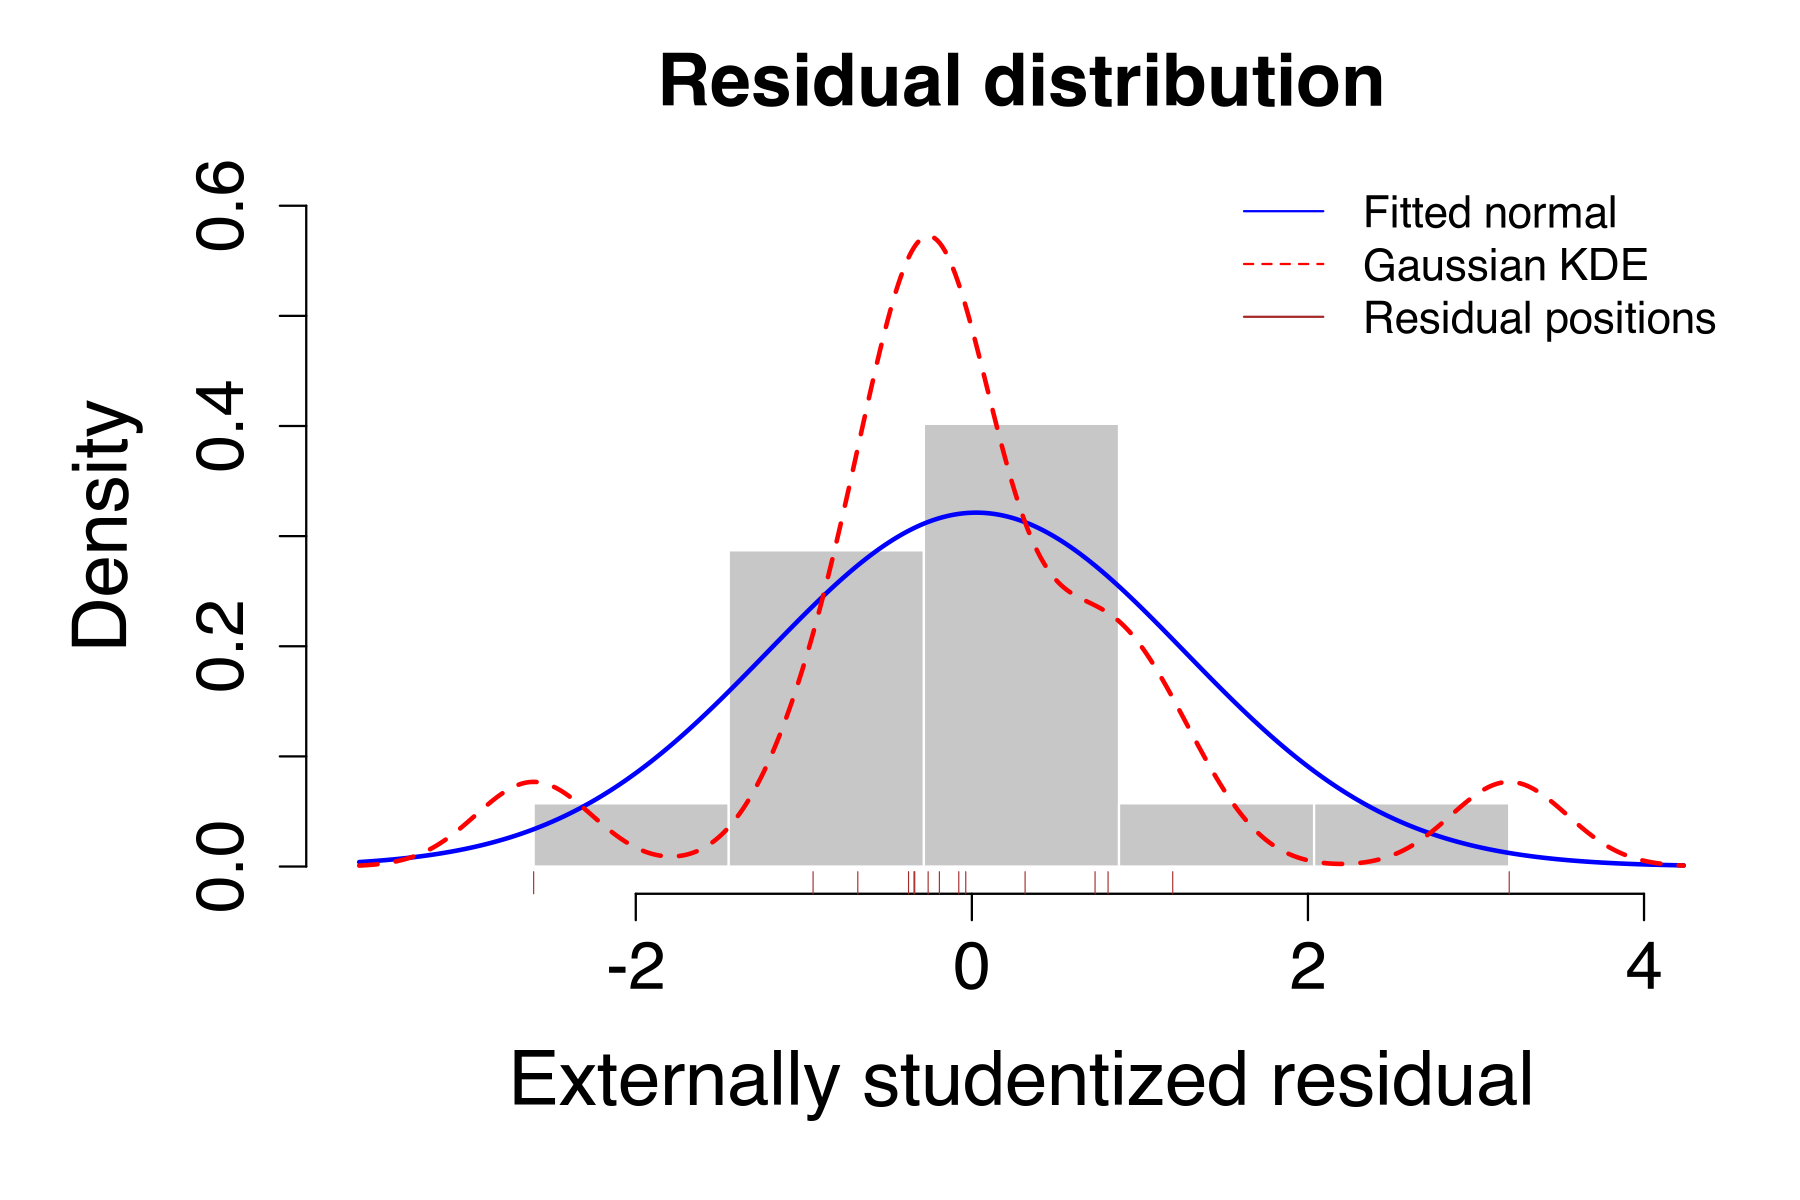 Residual distribution
Fitted normal
Gaussian KDE
Residual positions
Density
0.6
0.4
0.2
0.0
-2 0 2 4
Externally studentized residual